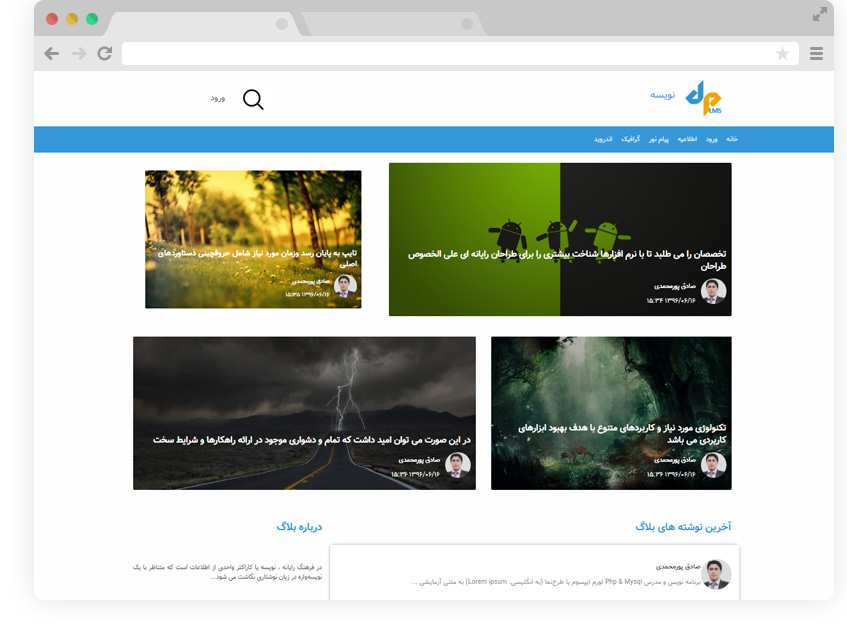 نویسه
LMS
ورود
خانه ورود اطلاعیه پیام نور گرافیک اندروید
تخصصان را می طلبد تا با نرم افزارها شناخت بیشتری را برای طراحان رایانه ای علی الخصوص
طراحان
صادق پورمحمدی
۱۳۹۶/۰۶/۱۶ ۱۵:۳۴
تایپ به پایان رسد وزمان مورد نیاز شامل حروفچینی دستاوردهای
اصلی
صادق پورمحمدی
۱۳۹۶/۰۶/۱۶ ۱۵:۳۵
تکنولوژی مورد نیاز و کاربردهای متنوع با هدف بهبود ابزارهای
کاربردی می باشد
صادق پورمحمدی
۱۳۹۶/۰۶/۱۶ ۱۵:۳۶
در این صورت می توان امید داشت که تمام و دشواری موجود در ارائه راهکارها و شرایط سخت
صادق پورمحمدی
۱۳۹۶/۰۶/۱۶ ۱۵:۳۶
آخرین نوشته های بلاگ
صادق پورمحمدی
برنامه نویس و مدرس Php & Mysql لورم ایپسوم یا طرح‌نما (به انگلیسی: Lorem ipsum) به متنی آزمایشی ...
درباره بلاگ
در فرهنگ رایانه ، نویسه یا کاراکتر واحدی از اطلاعات است که متناظر با یک
نویسه‌واره در زبان نوشتاری نگاشت می شود...